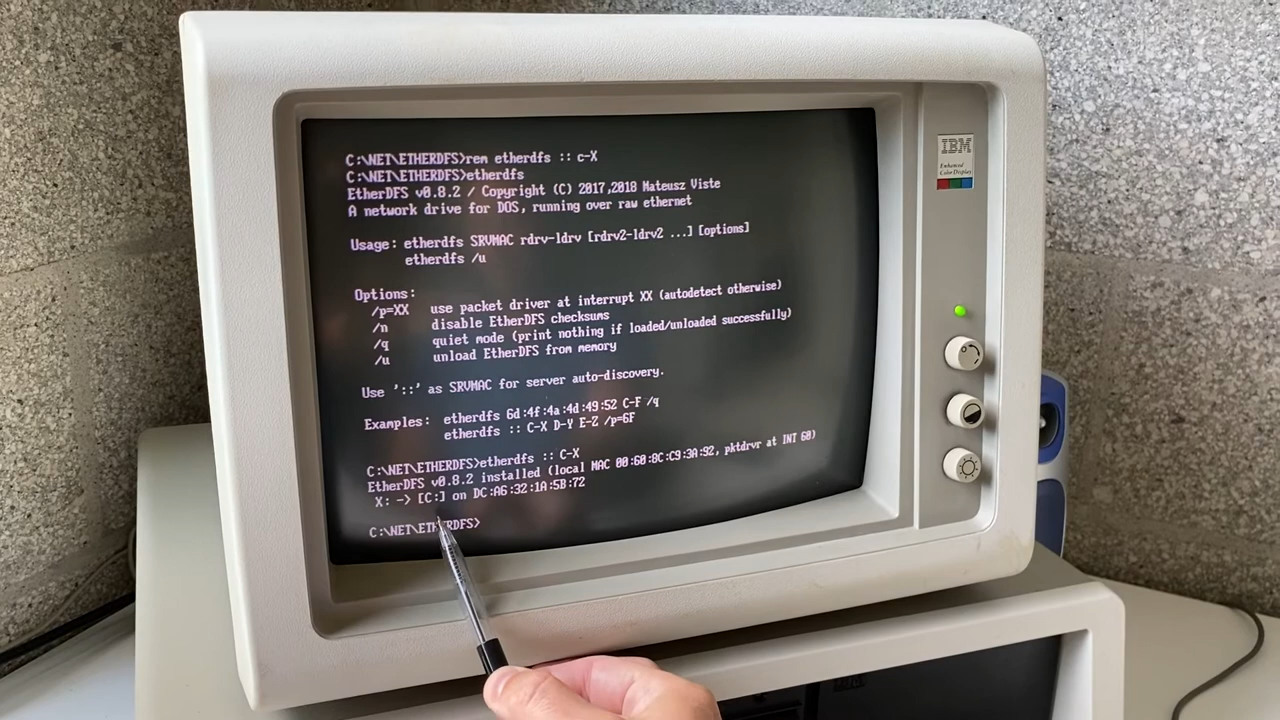 C:\NET\ETHERDFS>rem etherdfs :: c-X
C:\NET\ETHERDFS>etherdfs
EtherDFS v0.8.2 / Copyright (C) 2017,2018 Mateusz Viste
A network drive for DOS, running over raw ethernet
Usage: etherdfs SRVMAC rdrv-ldrv [rdrv2-ldrv2 ...] [options]
etherdfs /u
Options:
/p=XX use packet driver at interrupt XX (autodetect otherwise)
/n disable EtherDFS checksums
/q quiet mode (print nothing if loaded/unloaded successfully)
/u unload EtherDFS from memory
Use '::' as SRVMAC for server auto-discovery.
Examples: etherdfs 6d:4f:4a:4d:49:52 C-F /q
etherdfs :: C-X D-Y E-Z /p=6F
C:\NET\ETHERDFS>etherdfs :: C-X
EtherDFS v0.8.2 installed (local MAC 00:60:8C:C9:3A:92, pktdrvr at INT 60)
X: -> [C:] on DC:A6:32:1A:5B:72
C:\NET\ETHERDFS>
IBM
Enhanced
Color Display